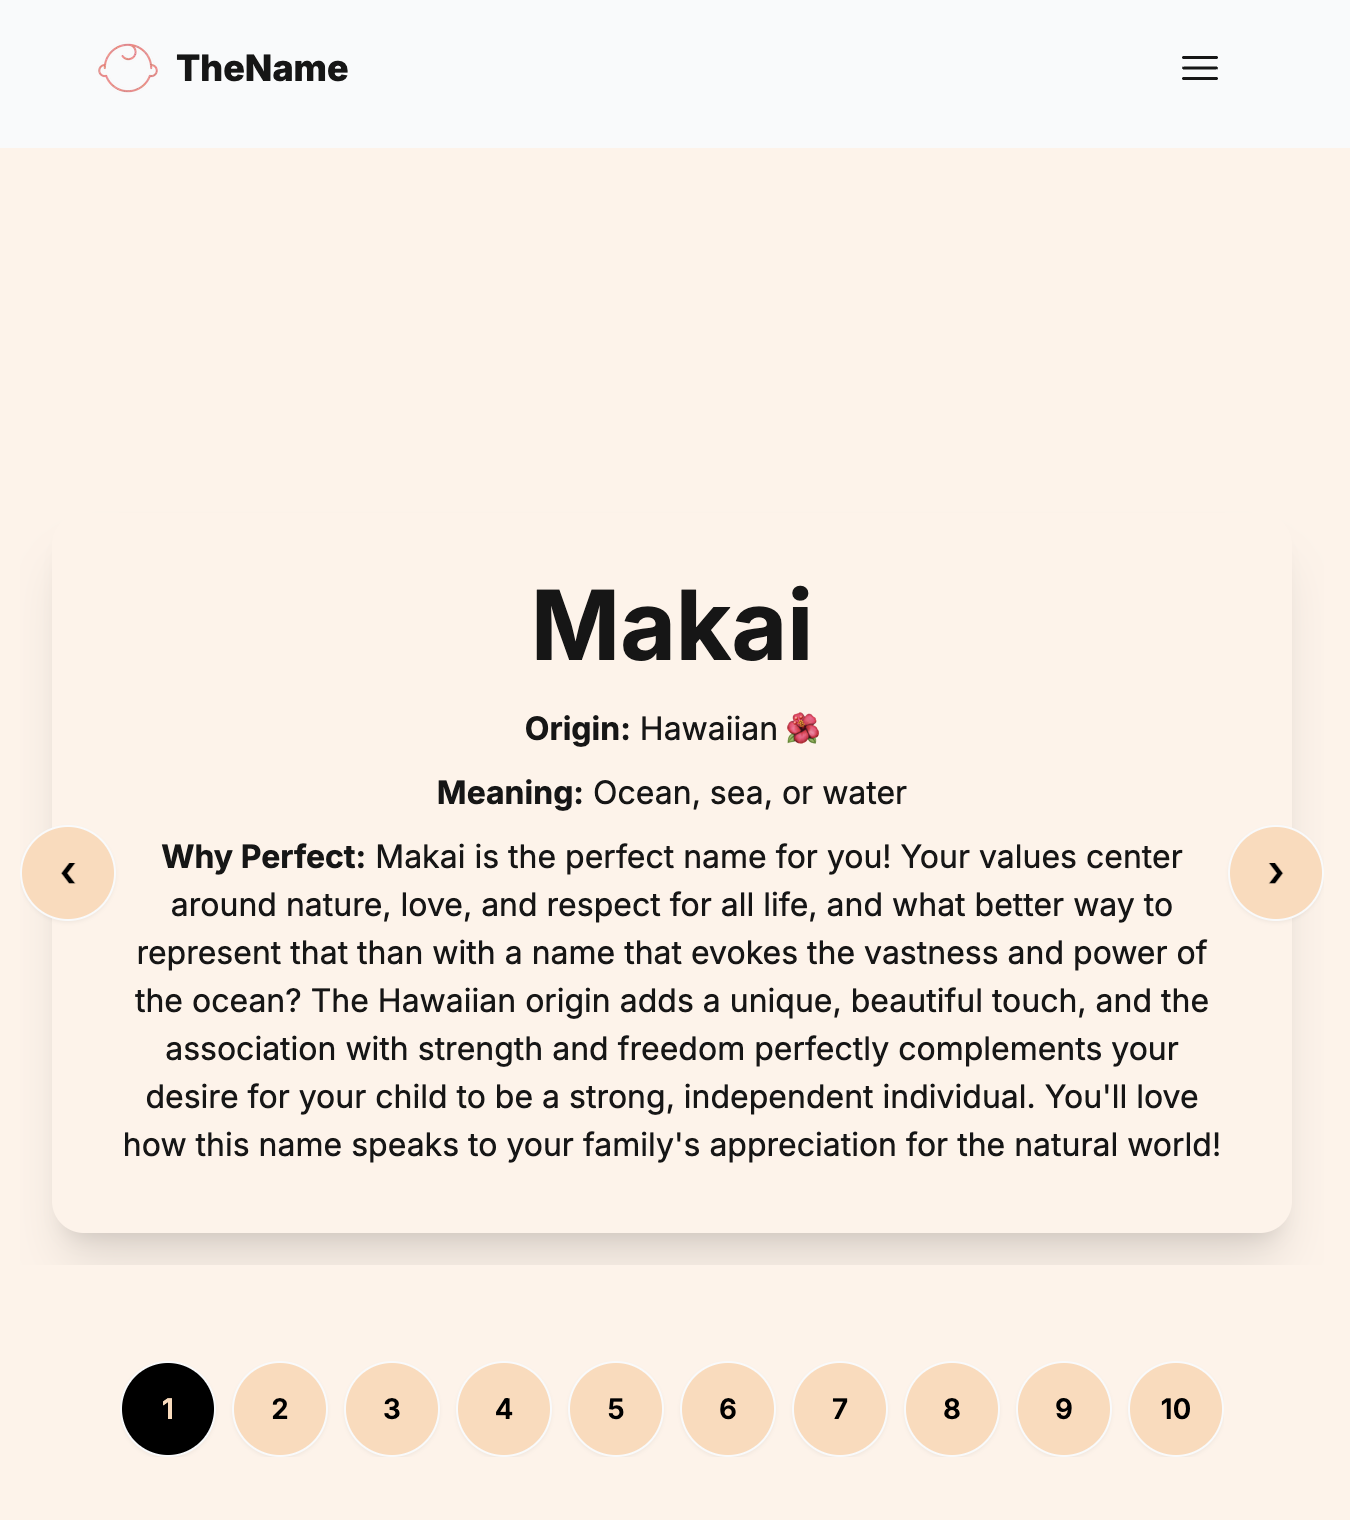 TheName
Makai
Origin: Hawaiian 🌺
Meaning: Ocean, sea, or water
Why Perfect: Makai is the perfect name for you! Your values center
around nature, love, and respect for all life, and what better way to
represent that than with a name that evokes the vastness and power of
the ocean? The Hawaiian origin adds a unique, beautiful touch, and the
association with strength and freedom perfectly complements your
desire for your child to be a strong, independent individual. You'll love
how this name speaks to your family's appreciation for the natural world!
‹ ›
1 2 3 4 5 6 7 8 9 10